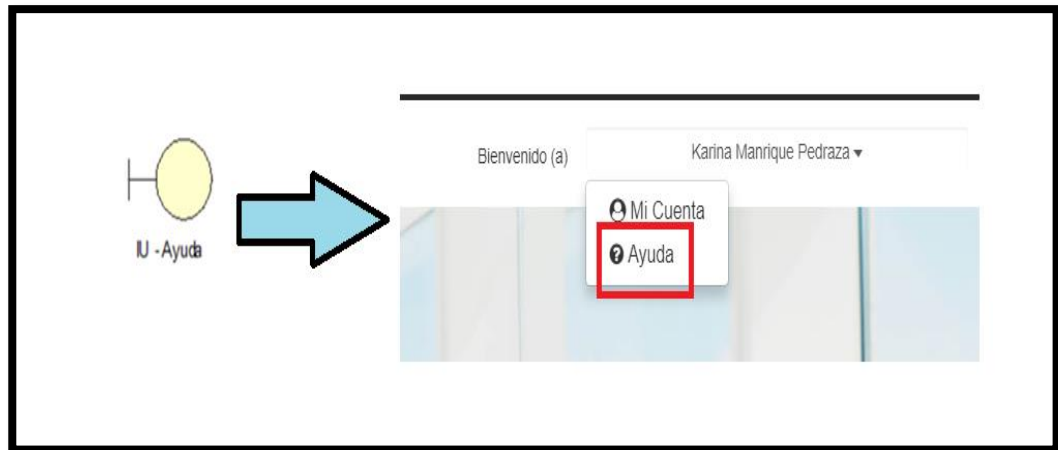 Bienvenido (a)
Karina Manrique Pedraza
Mi Cuenta
Ayuda
IU - Ayuda